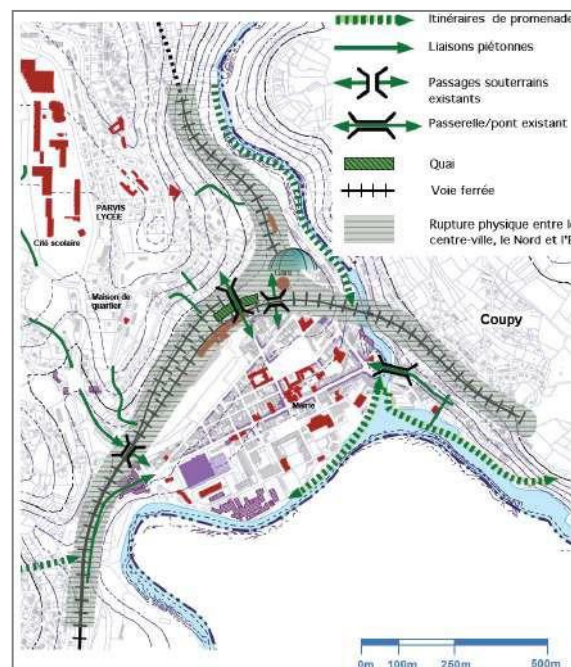 Itinéraires de promenade
Liaisons piétonnes
Passages souterrains
existants
Passerelle/pont existant
Quai
Voie ferrée
Rupture physique entre le
centre-ville, le Nord et l'E
PARVIS
LYCEE
Cité scolaire
Maison de
quartier
Gare
Coupy
Mairie
0m 100m 250m 500m